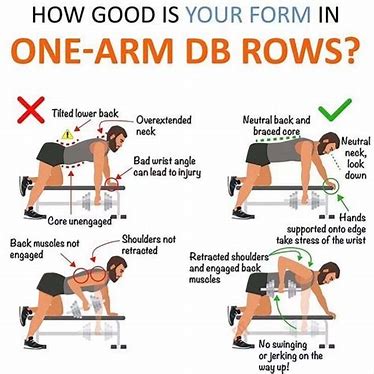 HOW GOOD IS YOUR FORM IN
ONE-ARM DB ROWS?
Tilted lower back
Overextended
neck
Bad wrist angle
can lead to injury
Core unengaged
Neutral back and
braced core
Neutral
neck,
look
down
Hands
supported onto edge
take stress of the wrist
Back muscles not
engaged
Shoulders not
retracted
Retracted shoulders
and engaged back
muscles
No swinging
or jerking on the
way up!